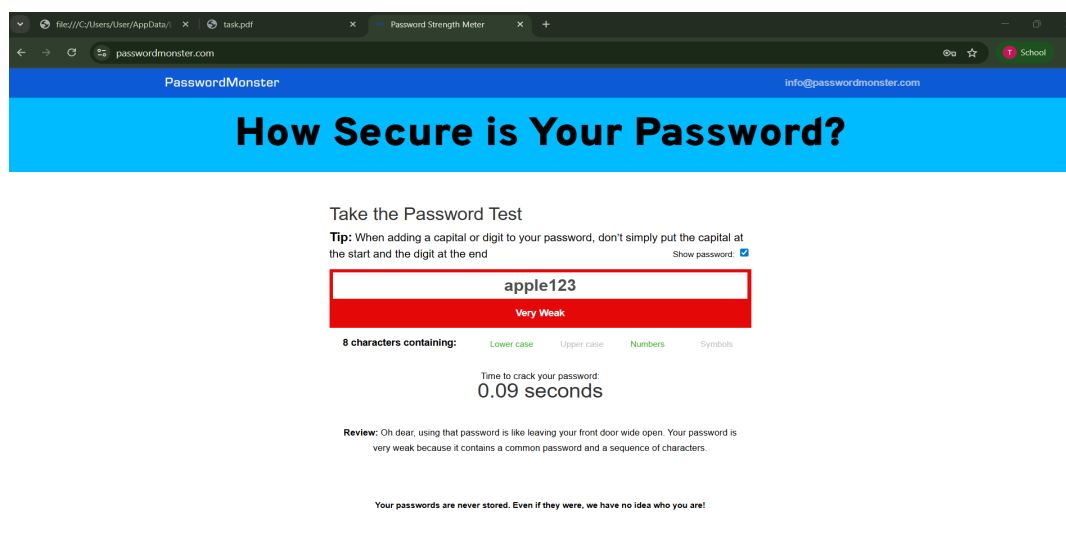 file:///C:/Users/User/AppData/L
task.pdf
Password Strength Meter
passwordmonster.com
T School
PasswordMonster
info@passwordmonster.com
How Secure is Your Password?
Take the Password Test
Tip: When adding a capital or digit to your password, don't simply put the capital at
the start and the digit at the end
Show password:
apple123
Very Weak
8 characters containing: Lower case Upper case Numbers Symbols
Time to crack your password:
0.09 seconds
Review: Oh dear, using that password is like leaving your front door wide open. Your password is
very weak because it contains a common password and a sequence of characters.
Your passwords are never stored. Even if they were, we have no idea who you are!